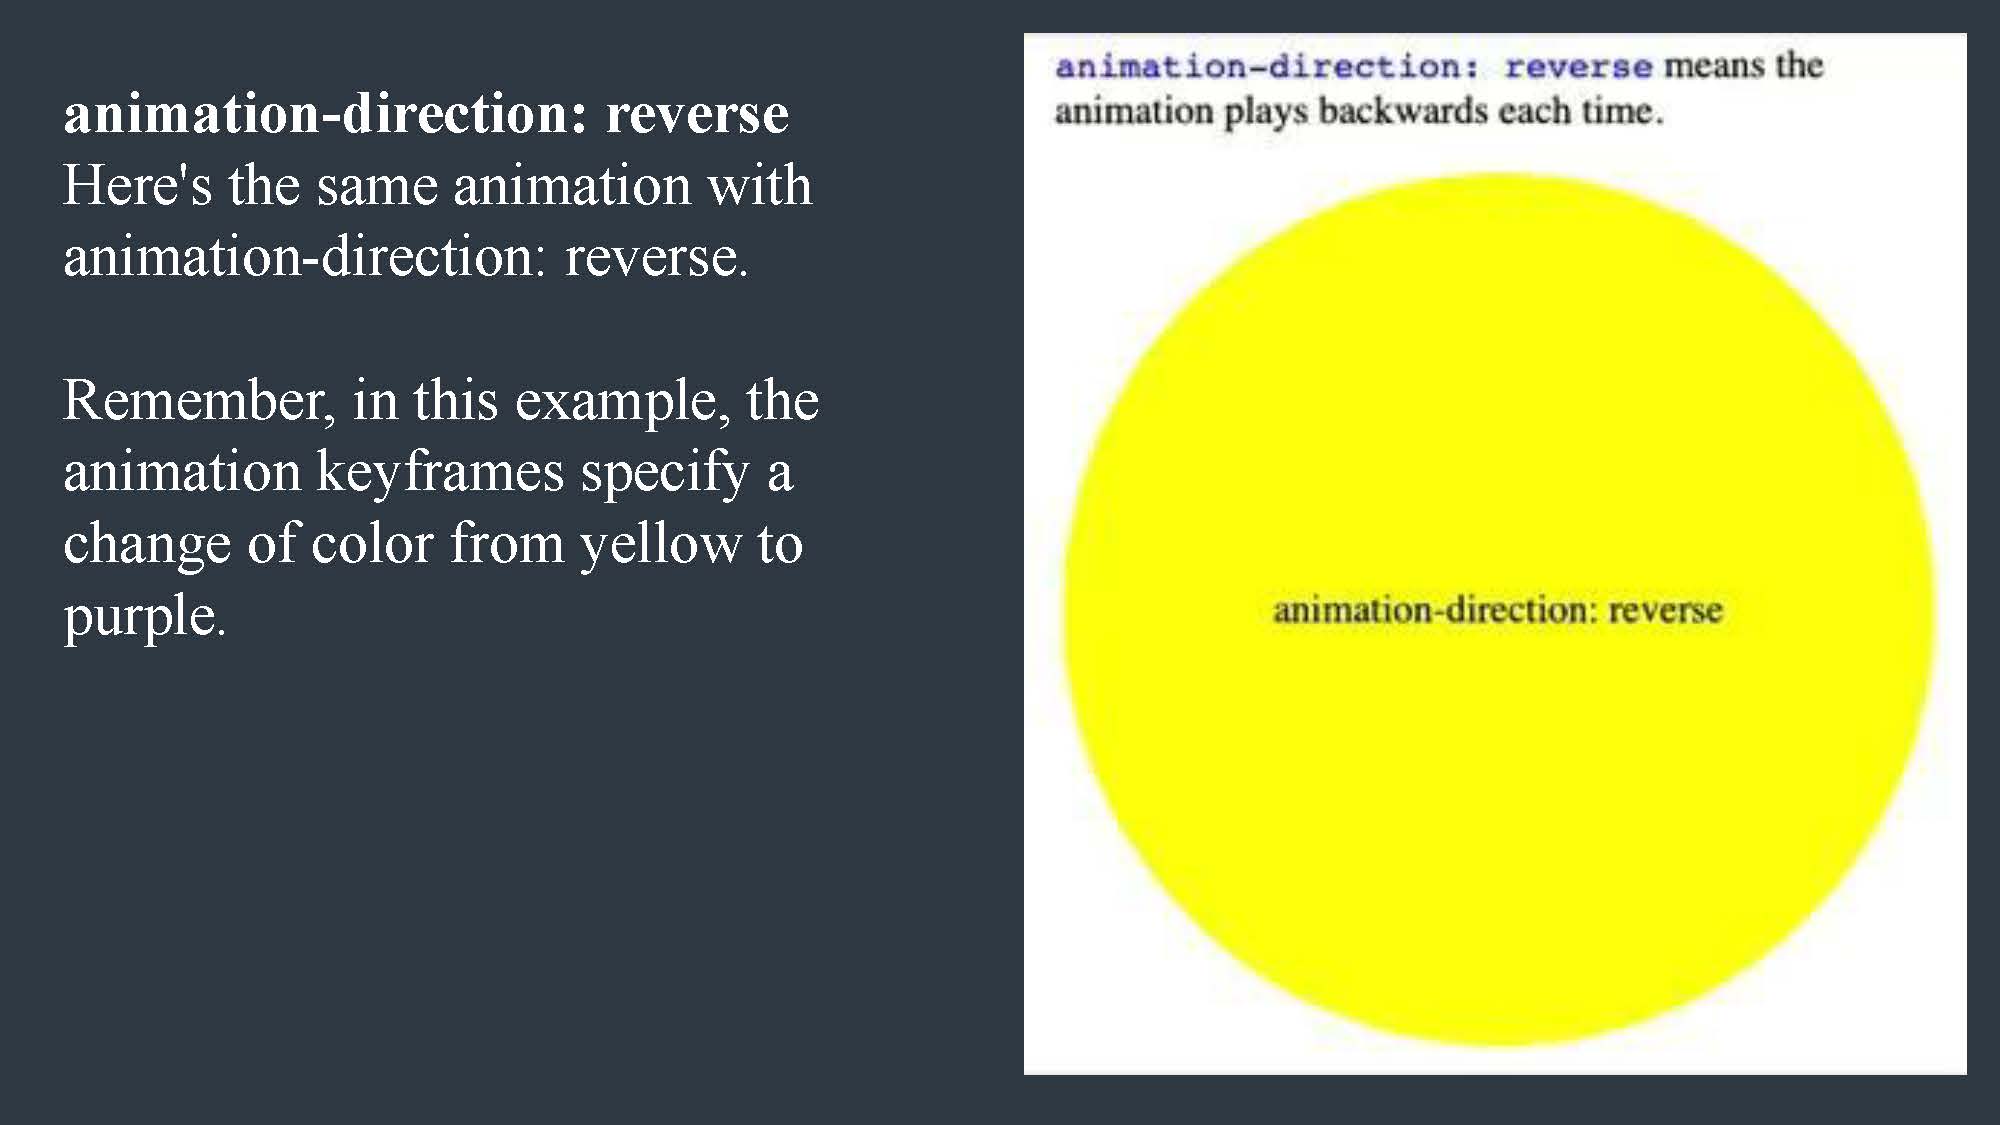 animation-direction: reverse
Here's the same animation with
animation-direction: reverse.
Remember, in this example, the
animation keyframes specify a
change of color from yellow to
purple.
animation-direction: reverse means the
animation plays backwards each time.
animation-direction: reverse